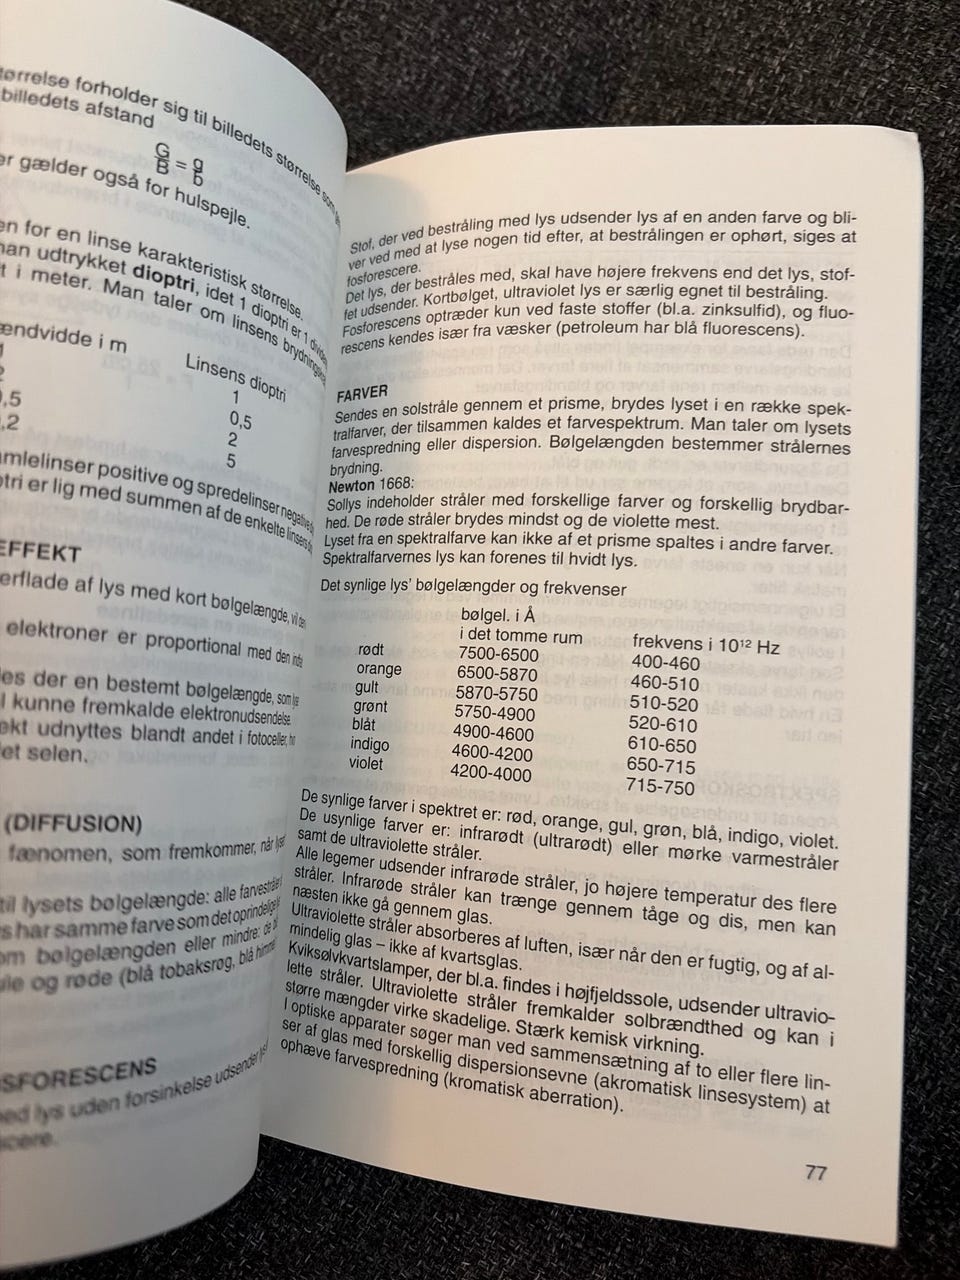 størrelse forholder sig til billedets størrelse som
billedets afstand
G/B = g/b
gælder også for hulspejle.
for en linse karakteristisk størrelse.
man udtrykket dioptri, idet 1 dioptri er 1
i meter. Man taler om linsens
i m Linsens dioptri
1
0,5
,5 2
,2 5
positive og spredelinser
er lig med summen af de enkelte
EFFEKT
af lys med kort bølgelængde, vil
elektroner er proportional med den
der en bestemt bølgelængde, som
kunne fremkalde elektronudsendelse.
udnyttes blandt andet i fotoceller,
selen.
(DIFFUSION)
fænomen, som fremkommer, når
til lysets bølgelængde: alle
har samme farve som det
bølgelængden eller mindre: de
og røde (blå tobaksrøg, blå
lys uden forsinkelse udsender
Stof, der ved bestråling med lys udsender lys af en anden farve og bli-
ver ved med at lyse nogen tid efter, at bestrålingen er ophørt, siges at
fosforescere.
Det lys, der bestråles med, skal have højere frekvens end det lys, stof-
fet udsender. Kortbølget, ultraviolet lys er særlig egnet til bestråling.
Fosforescens optræder kun ved faste stoffer (bl.a. zinksulfid), og fluo-
rescens kendes især fra væsker (petroleum har blå fluorescens).
FARVER
Sendes en solstråle gennem et prisme, brydes lyset i en række spek-
tralfarver, der tilsammen kaldes et farvespektrum. Man taler om lysets
farvespredning eller dispersion. Bølgelængden bestemmer strålernes
brydning.
Newton 1668:
Sollys indeholder stråler med forskellige farver og forskellig brydbar-
hed. De røde stråler brydes mindst og de violette mest.
Lyset fra en spektralfarve kan ikke af et prisme spaltes i andre farver.
Spektralfarvernes lys kan forenes til hvidt lys.
Det synlige lys' bølgelængder og frekvenser
bølgel. i Å
i det tomme rum frekvens i 10¹² Hz
rødt 7500-6500 400-460
orange 6500-5870 460-510
gult 5870-5750 510-520
grønt 5750-4900 520-610
blåt 4900-4600 610-650
indigo 4600-4200 650-715
violet 4200-4000 715-750
De synlige farver i spektret er: rød, orange, gul, grøn, blå, indigo, violet.
De usynlige farver er: infrarødt (ultrarødt) eller mørke varmestråler
samt de ultraviolette stråler.
Alle legemer udsender infrarøde stråler, jo højere temperatur des flere
stråler. Infrarøde stråler kan trænge gennem tåge og dis, men kan
næsten ikke gå gennem glas.
Ultraviolette stråler absorberes af luften, især når den er fugtig, og af al-
mindelig glas – ikke af kvartsglas.
Kviksølvkvartslamper, der bl.a. findes i højfjeldssole, udsender ultravio-
lette stråler. Ultraviolette stråler fremkalder solbrændthed og kan i
større mængder virke skadelige. Stærk kemisk virkning.
I optiske apparater søger man ved sammensætning af to eller flere lin-
ser af glas med forskellig dispersionsevne (akromatisk linsesystem) at
ophæve farvespredning (kromatisk aberration).
77